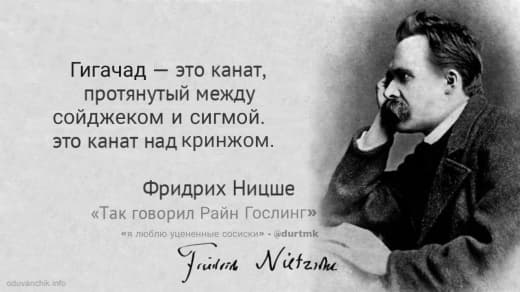 Гигачад – это канат,
протянутый между
сойджеком и сигмой.
это канат над кринжом.
Фридрих Ницше
«Так говорил Райн Гослинг»
«я люблю уцененные сосиски» - @durtmk
Friedrich Nietzsche
oduvanchik.info